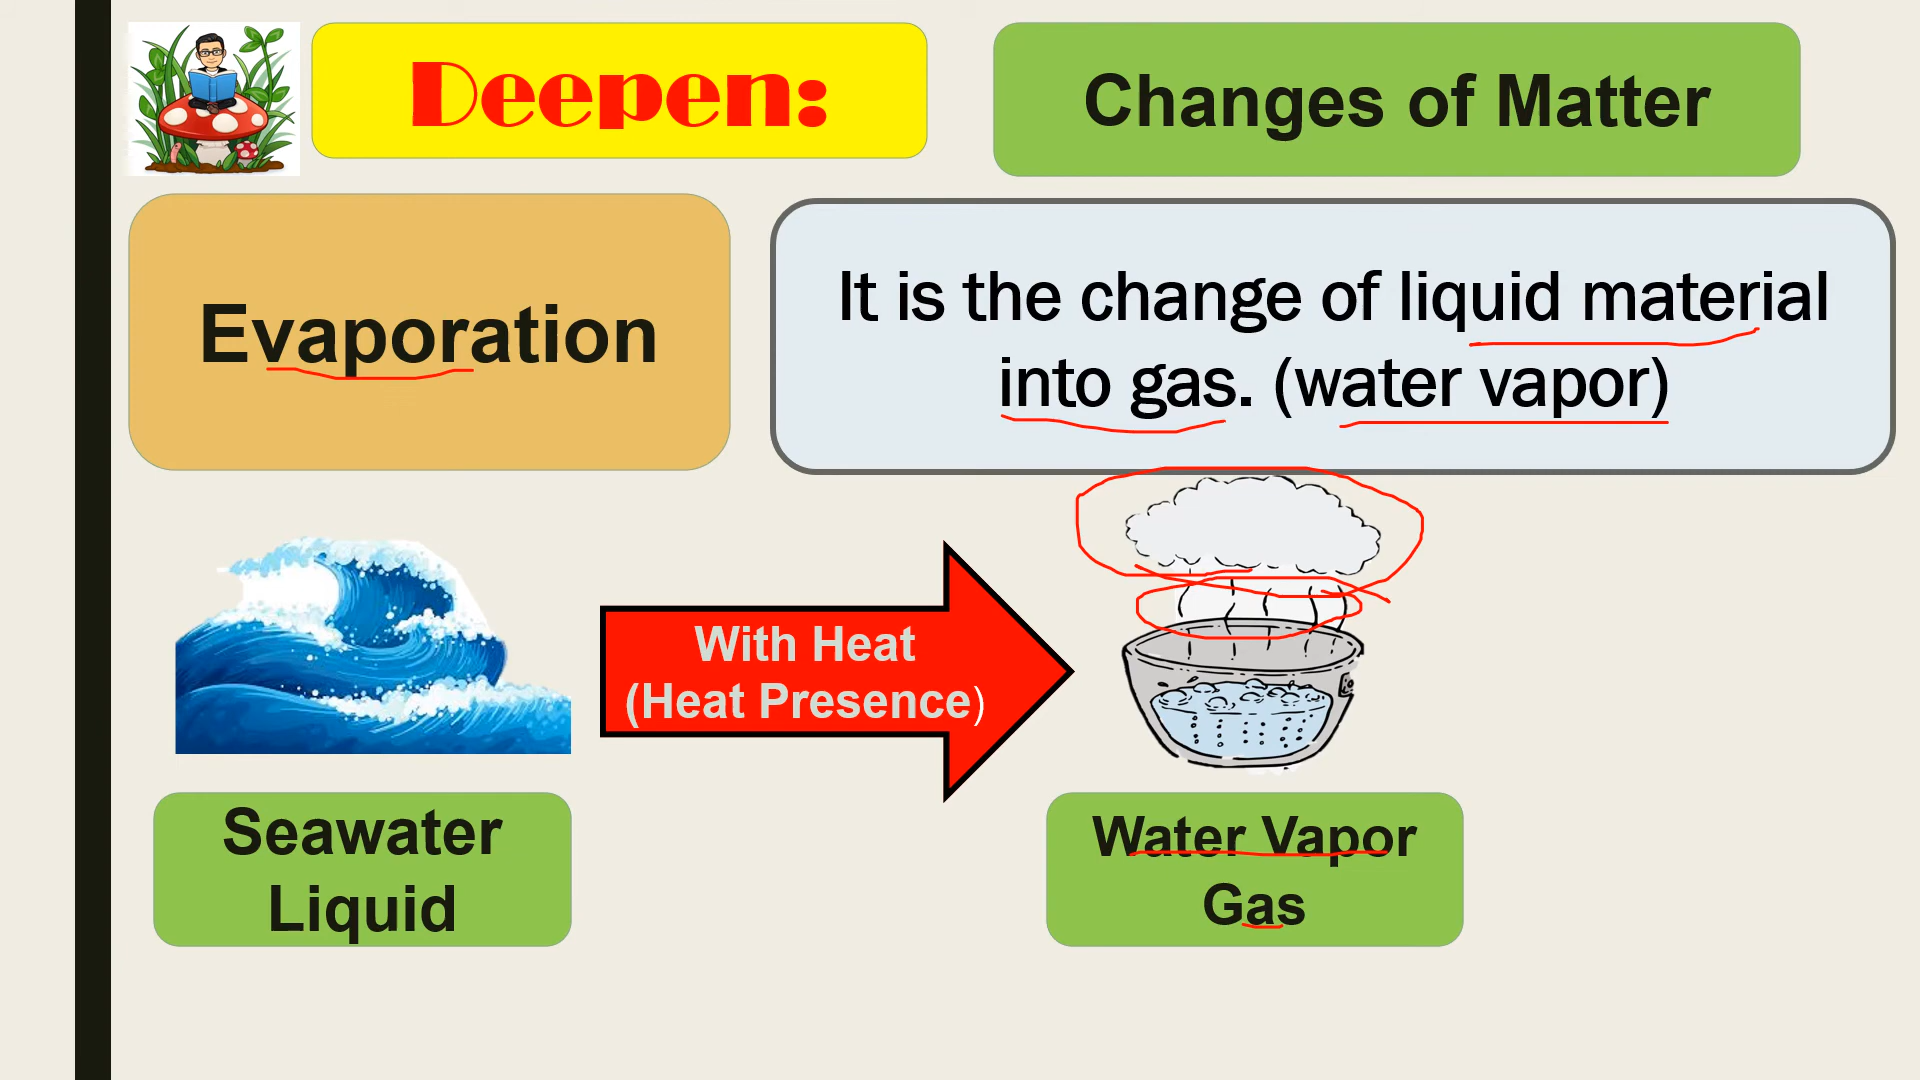 Deepen:
Changes of Matter
Evaporation
It is the change of liquid material
into gas. (water vapor)
With Heat
(Heat Presence)
Seawater
Liquid
Water Vapor
Gas